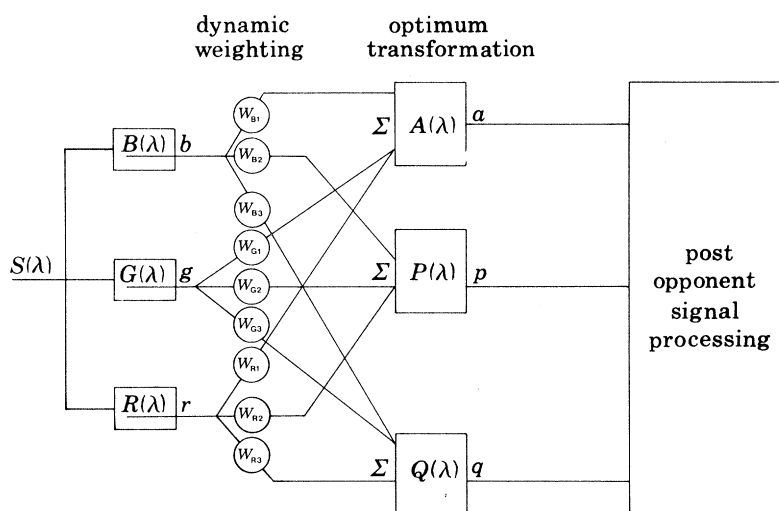 dynamic weighting
optimum transformation
W_B1
Σ A(λ) a
B(λ) b
W_B2
W_B3
W_G1
S(λ)
G(λ) g
W_G2
Σ P(λ) p
W_G3
W_R1
R(λ) r
W_R2
W_R3
Σ Q(λ) q
post
opponent
signal
processing